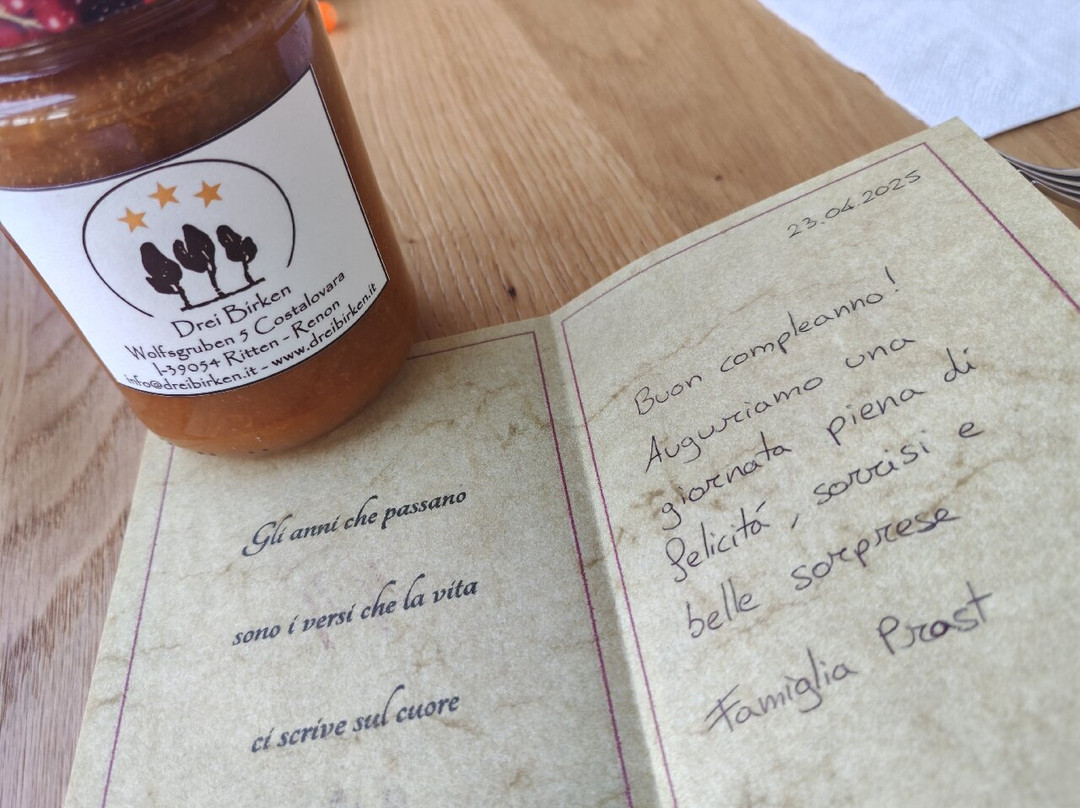 Drei Birken
Wolfsgruben 5 Costalovara
I-39054 Ritten - Renon
info@dreibirken.it - www.dreibirken.it
Gli anni che passano
sono i versi che la vita
ci scrive sul cuore
23.04.2025
Buon compleanno!
Auguriamo una
giornata piena di
felicitá, sorrisi e
belle sorprese
Famiglia Prast